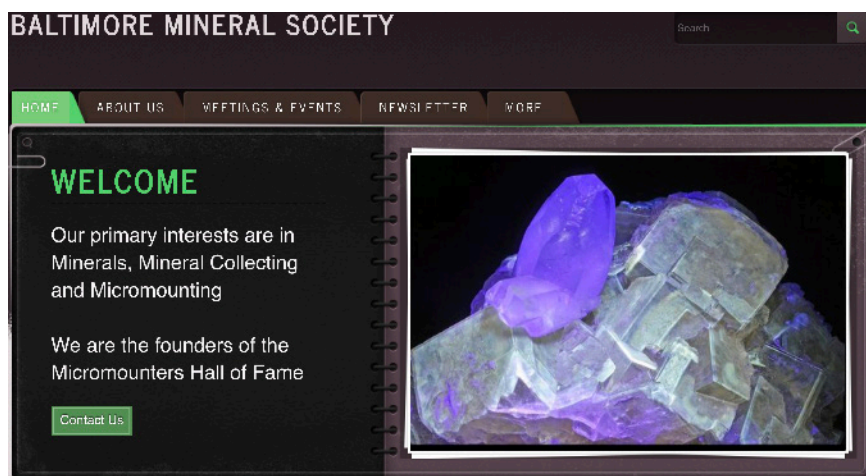 BALTIMORE MINERAL SOCIETY
Search
HOME
ABOUT US
MEETINGS & EVENTS
NEWSLETTER
MORE
WELCOME
Our primary interests are in
Minerals, Mineral Collecting
and Micromounting
We are the founders of the
Micromounters Hall of Fame
Contact Us